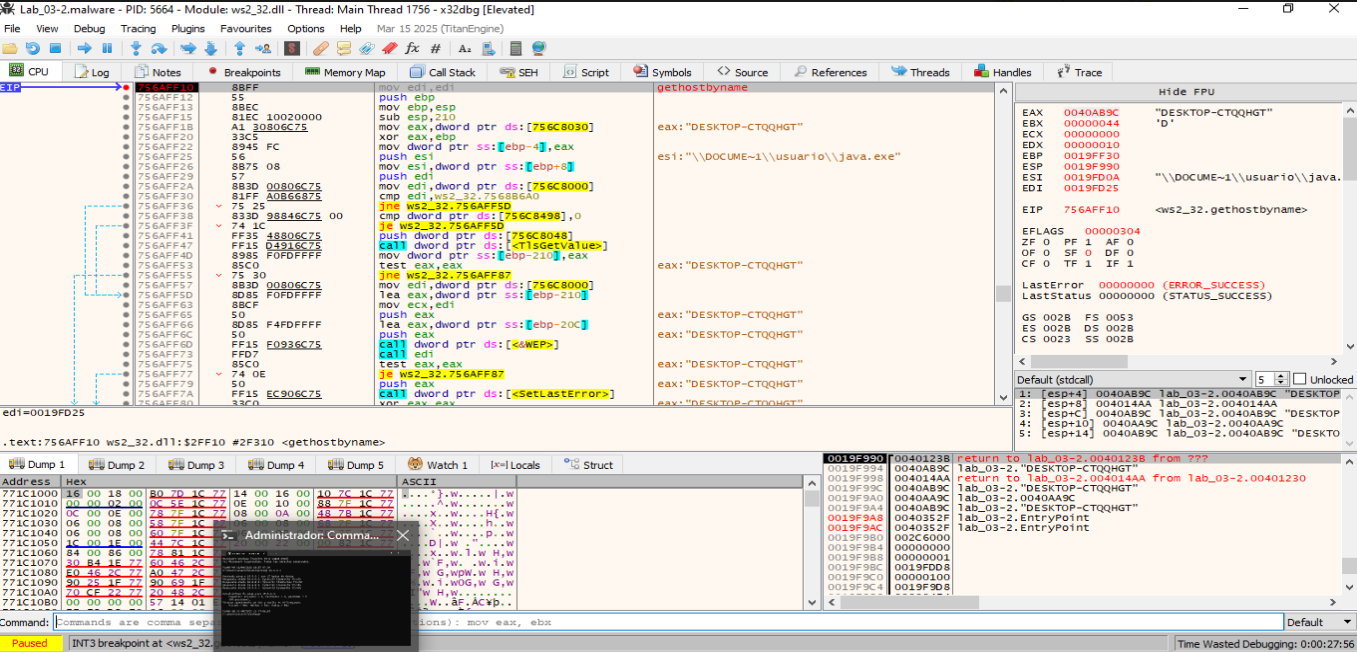 Lab_03-2.malware - PID: 5664 - Module: ws2_32.dll - Thread: Main Thread 1756 - x32dbg [Elevated]
File View Debug Tracing Plugins Favourites Options Help Mar 15 2025 (TitanEngine)
CPU Log Notes Breakpoints Memory Map Call Stack SEH Script Symbols Source References Threads Handles Trace
EIP 756AFF10 8BFF mov edi,edi gethostbyname
756AFF12 55 push ebp
756AFF13 8BEC mov ebp,esp
756AFF15 81EC 10020000 sub esp,210
756AFF1B A1 30806C75 mov eax,dword ptr ds:[756C8030] eax:"DESKTOP-CTQQHGT"
756AFF20 33C5 xor eax,ebp
756AFF22 8945 FC mov dword ptr ss:[ebp-4],eax eax:"DESKTOP-CTQQHGT"
756AFF25 56 push esi esi:"\\DOCUME~1\\usuario\\java.exe"
756AFF26 8B75 08 mov esi,dword ptr ss:[ebp+8]
756AFF29 57 push edi
756AFF2A 8B3D 00806C75 mov edi,dword ptr ds:[756C8000]
756AFF30 81FF A0B66875 cmp edi,ws2_32.7568B6A0
756AFF36 75 25 jne ws2_32.756AFF5D
756AFF38 833D 98846C75 00 cmp dword ptr ds:[756C8498],0
756AFF3F 74 1C je ws2_32.756AFF5D
756AFF41 FF35 48806C75 push dword ptr ds:[756C8048]
756AFF47 FF15 D4916C75 call dword ptr ds:[<TlsGetValue>]
756AFF4D 8985 F0FDFFFF mov dword ptr ss:[ebp-210],eax
756AFF53 85C0 test eax,eax eax:"DESKTOP-CTQQHGT"
756AFF55 75 30 jne ws2_32.756AFF87
756AFF57 8B3D 00806C75 mov edi,dword ptr ds:[756C8000]
756AFF5D 8D85 F0FDFFFF lea eax,dword ptr ss:[ebp-210]
756AFF63 8BCF mov ecx,edi
756AFF65 50 push eax eax:"DESKTOP-CTQQHGT"
756AFF66 8D85 F4FDFFFF lea eax,dword ptr ss:[ebp-20C]
756AFF6C 50 push eax eax:"DESKTOP-CTQQHGT"
756AFF6D FF15 F0936C75 call dword ptr ds:[<&WEP>]
756AFF73 FFD7 call edi
756AFF75 85C0 test eax,eax eax:"DESKTOP-CTQQHGT"
756AFF77 74 0E je ws2_32.756AFF87
756AFF79 50 push eax eax:"DESKTOP-CTQQHGT"
756AFF7A FF15 EC906C75 call dword ptr ds:[<SetLastError>]
756AFF80 33C0 xor eax,eax eax:"DESKTOP-CTQQHGT"
Hide FPU
EAX 0040AB9C "DESKTOP-CTQQHGT"
EBX 00000044 'D'
ECX 00000000
EDX 00000010
EBP 0019FF30
ESP 0019F990
ESI 0019FD0A "\\DOCUME~1\\usuario\\java.
EDI 0019FD25
EIP 756AFF10 <ws2_32.gethostbyname>
EFLAGS 00000304
ZF 0 PF 1 AF 0
OF 0 SF 0 DF 0
CF 0 TF 1 IF 1
LastError 00000000 (ERROR_SUCCESS)
LastStatus 00000000 (STATUS_SUCCESS)
GS 002B FS 0053
ES 002B DS 002B
CS 0023 SS 002B
Default (stdcall) 5 Unlocked
1: [esp+4] 0040AB9C lab_03-2.0040AB9C "DESKTOP
2: [esp+8] 004014AA lab_03-2.004014AA
3: [esp+C] 0040AB9C lab_03-2.0040AB9C "DESKTOP
4: [esp+10] 0040AA9C lab_03-2.0040AA9C
5: [esp+14] 0040AB9C lab_03-2.0040AB9C "DESKTO
edi=0019FD25
.text:756AFF10 ws2_32.dll:$2FF10 #2F310 <gethostbyname>
Dump 1 Dump 2 Dump 3 Dump 4 Dump 5 Watch 1 [x=] Locals Struct
Address Hex ASCII
771C1000 16 00 18 00 B0 7D 1C 77 14 00 16 00 10 7C 1C 77
771C1010 00 00 02 00 0C 5E 1C 77 0E 00 10 00 88 7F 1C 77
771C1020 0C 00 0E 00 78 7F 1C 77 08 00 0A 00 48 7B 1C 77
771C1030 06 00 08 00 58 7F 1C 77
771C1040 06 00 08 00 60 7F 1C 77
771C1050 1C 00 1E 00 44 7C 1C 77
771C1060 84 00 86 00 78 81 1C 77
771C1070 30 B4 1E 77 60 46 2C 77
771C1080 E0 46 2C 77 A0 47 2C 77
771C1090 90 25 1F 77 90 69 1F
771C10A0 70 CF 22 77 20 48 2C
771C10B0 00 00 00 00 57 14 01
Administrador: Comma...
0019F990 0040123B return to lab_03-2.0040123B from ???
0019F994 0040AB9C lab_03-2."DESKTOP-CTQQHGT"
0019F998 004014AA return to lab_03-2.004014AA from lab_03-2.00401230
0019F99C 0040AB9C lab_03-2."DESKTOP-CTQQHGT"
0019F9A0 0040AA9C lab_03-2.0040AA9C
0019F9A4 0040AB9C lab_03-2."DESKTOP-CTQQHGT"
0019F9A8 0040352F lab_03-2.EntryPoint
0019F9AC 0040352F lab_03-2.EntryPoint
0019F9B0 002C6000
0019F9B4 00000000
0019F9B8 00000001
0019F9BC 0019FDD8
0019F9C0 00000100
0019F9C4 0019F9D8
Command: Commands are comma sepa tions): mov eax, ebx Default
Paused INT3 breakpoint at <ws2_32.g Time Wasted Debugging: 0:00:27:56